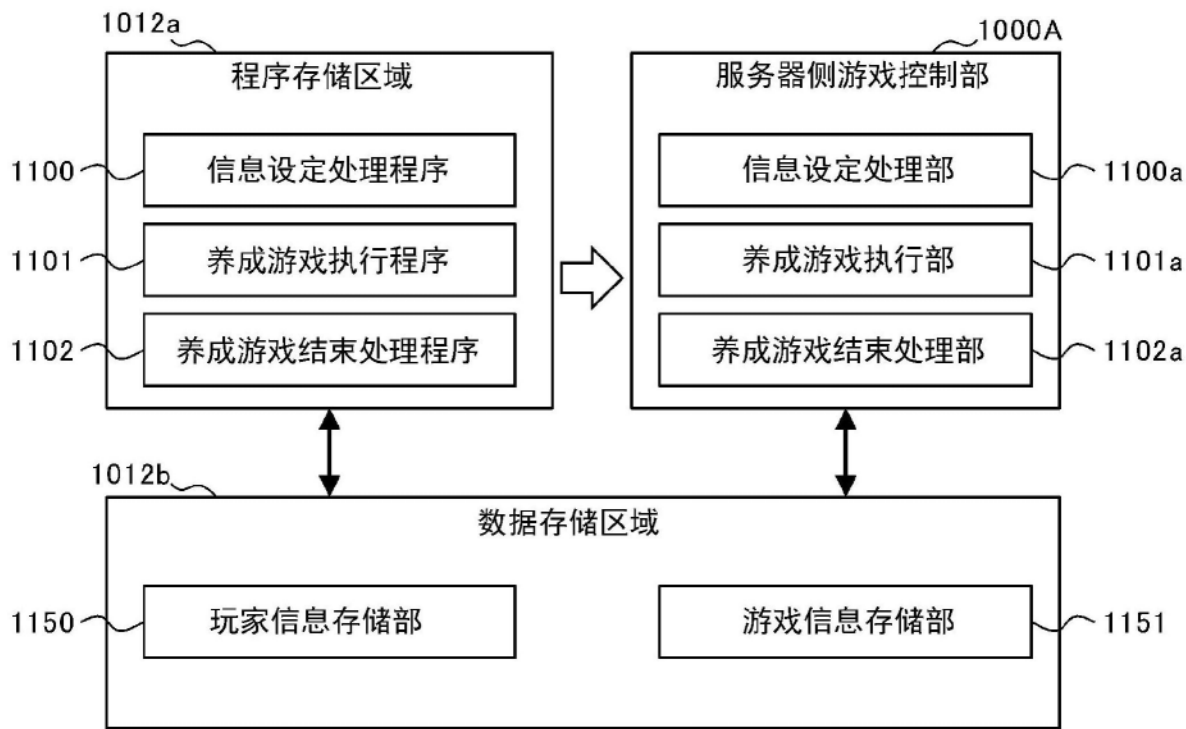 1012a
1000A
程序存储区域
服务器侧游戏控制部
1100
信息设定处理程序
信息设定处理部
1100a
1101
养成游戏执行程序
养成游戏执行部
1101a
1102
养成游戏结束处理程序
养成游戏结束处理部
1102a
1012b
数据存储区域
1150
玩家信息存储部
游戏信息存储部
1151